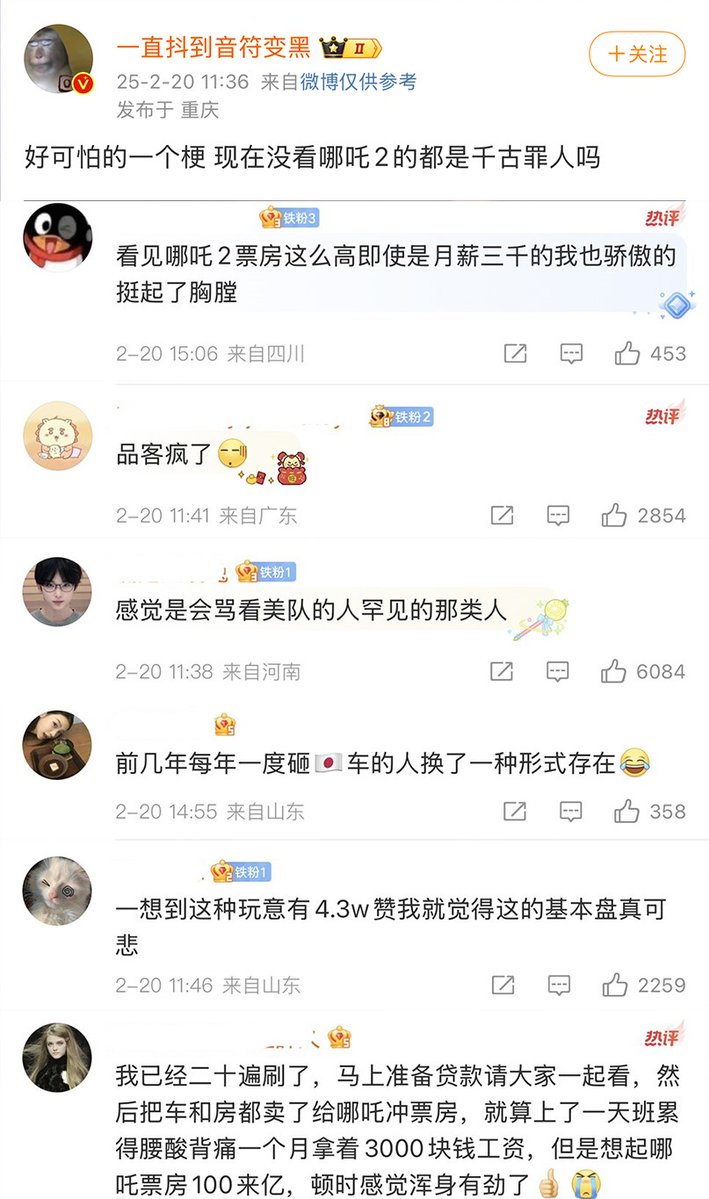 一直抖到音符变黑 II
+关注
25-2-20 11:36 来自微博仅供参考
发布于 重庆
好可怕的一个梗 现在没看哪吒2的都是千古罪人吗
铁粉3
热评
看见哪吒2票房这么高即使是月薪三千的我也骄傲的
挺起了胸膛
2-20 15:06 来自四川
453
铁粉2
热评
品客疯了
2-20 11:41 来自广东
2854
铁粉1
感觉是会骂看美队的人罕见的那类人
2-20 11:38 来自河南
6084
前几年每年一度砸🇯🇵车的人换了一种形式存在😂
2-20 14:55 来自山东
358
铁粉1
一想到这种玩意有4.3w赞我就觉得这的基本盘真可
悲
2-20 11:46 来自山东
2259
热评
我已经二十遍刷了，马上准备贷款请大家一起看，然
后把车和房都卖了给哪吒冲票房，就算上了一天班累
得腰酸背痛一个月拿着3000块钱工资，但是想起哪
吒票房100来亿，顿时感觉浑身有劲了👍😭